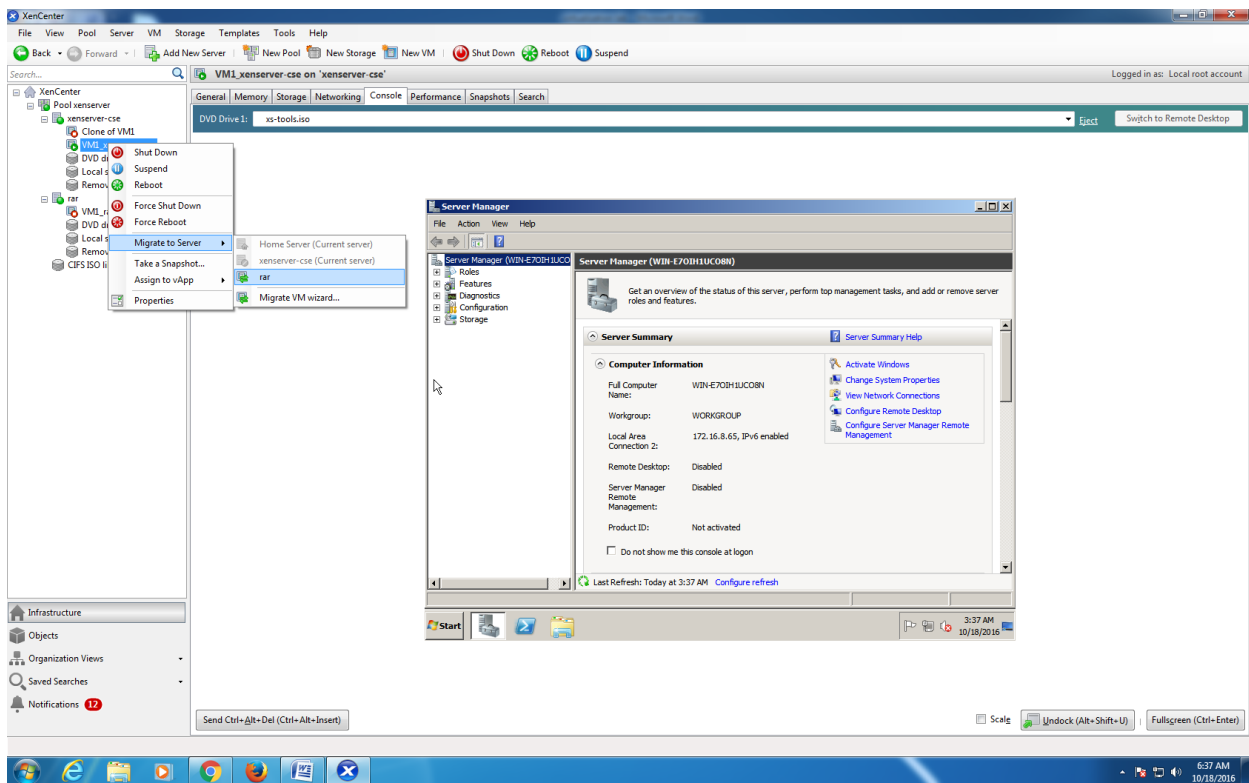 XenCenter
File View Pool Server VM Storage Templates Tools Help
Back Forward Add New Server New Pool New Storage New VM Shut Down Reboot Suspend
Search...
VM1_xenserver-cse on 'xenserver-cse'
Logged in as: Local root account
XenCenter
Pool xenserver
xenserver-cse
Clone of VM1
VM1_x
DVD d
Local s
Remov
rar
VM1_r
DVD d
Local s
Remov
CIFS ISO li
Shut Down
Suspend
Reboot
Force Shut Down
Force Reboot
Migrate to Server
Take a Snapshot...
Assign to vApp
Properties
Home Server (Current server)
xenserver-cse (Current server)
rar
Migrate VM wizard...
General Memory Storage Networking Console Performance Snapshots Search
DVD Drive 1: xs-tools.iso Eject Switch to Remote Desktop
Server Manager
File Action View Help
Server Manager (WIN-E7OIH1UCO
Roles
Features
Diagnostics
Configuration
Storage
Server Manager (WIN-E7OIH1UCO8N)
Get an overview of the status of this server, perform top management tasks, and add or remove server
roles and features.
Server Summary
Server Summary Help
Computer Information
Full Computer
Name:
WIN-E7OIH1UCO8N
Workgroup: WORKGROUP
Local Area
Connection 2:
172.16.8.65, IPv6 enabled
Remote Desktop: Disabled
Server Manager
Remote
Management:
Disabled
Product ID: Not activated
Do not show me this console at logon
Activate Windows
Change System Properties
View Network Connections
Configure Remote Desktop
Configure Server Manager Remote
Management
Last Refresh: Today at 3:37 AM Configure refresh
Start
3:37 AM
10/18/2016
Infrastructure
Objects
Organization Views
Saved Searches
Notifications 12
Send Ctrl+Alt+Del (Ctrl+Alt+Insert)
Scale Undock (Alt+Shift+U) Fullscreen (Ctrl+Enter)
6:37 AM
10/18/2016